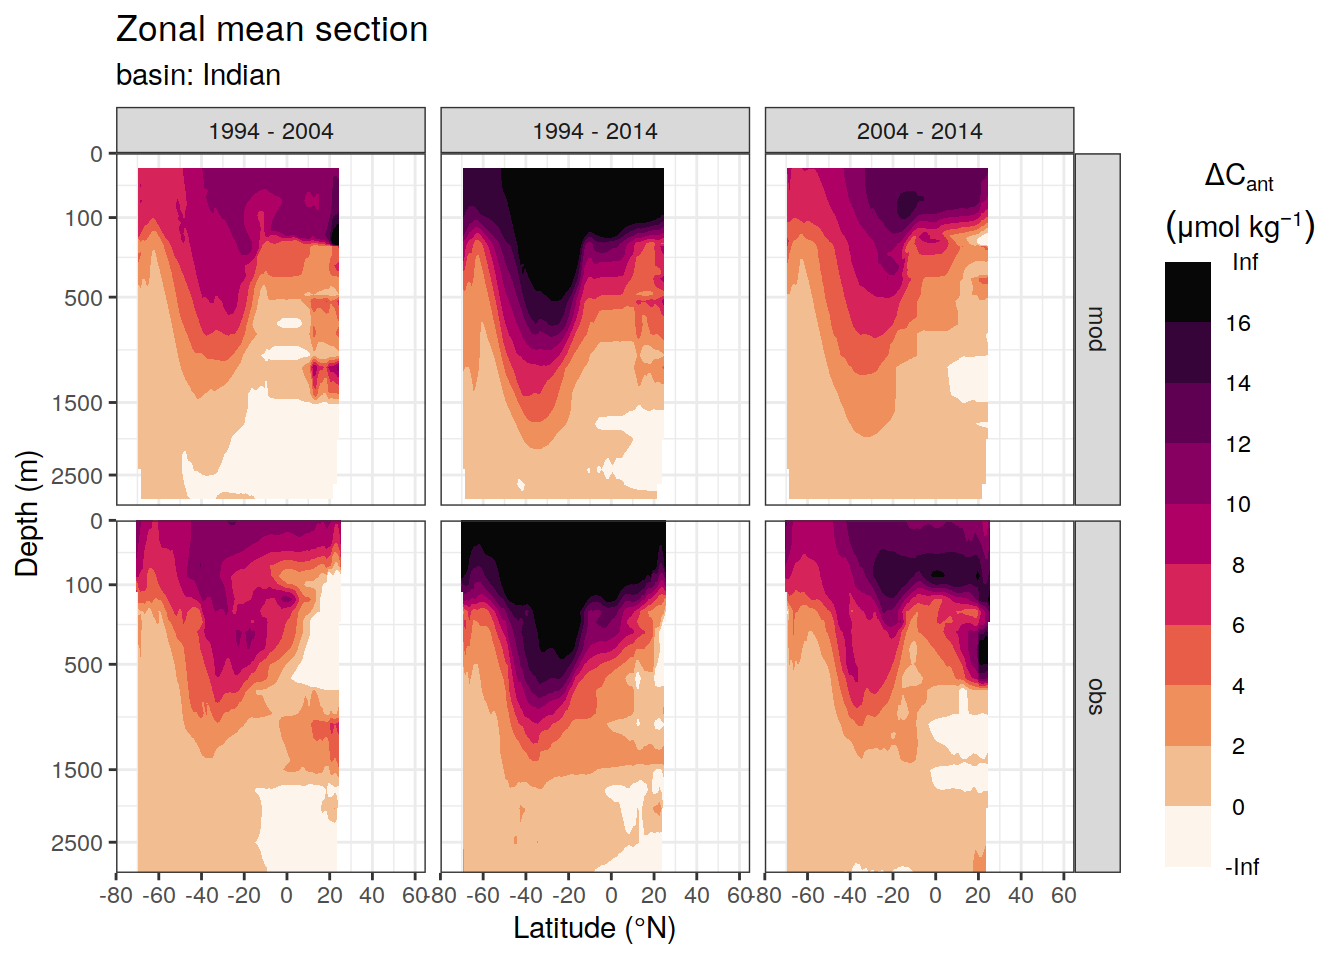 Zonal mean section
basin: Indian
1994 - 2004
1994 - 2014
2004 - 2014
0
100
500
1500
2500
mod
0
100
500
1500
2500
obs
Depth (m)
-80 -60 -40 -20 0 20 40 60
-80 -60 -40 -20 0 20 40 60
-80 -60 -40 -20 0 20 40 60
Latitude (°N)
ΔCant
(μmol kg⁻¹)
Inf
16
14
12
10
8
6
4
2
0
-Inf